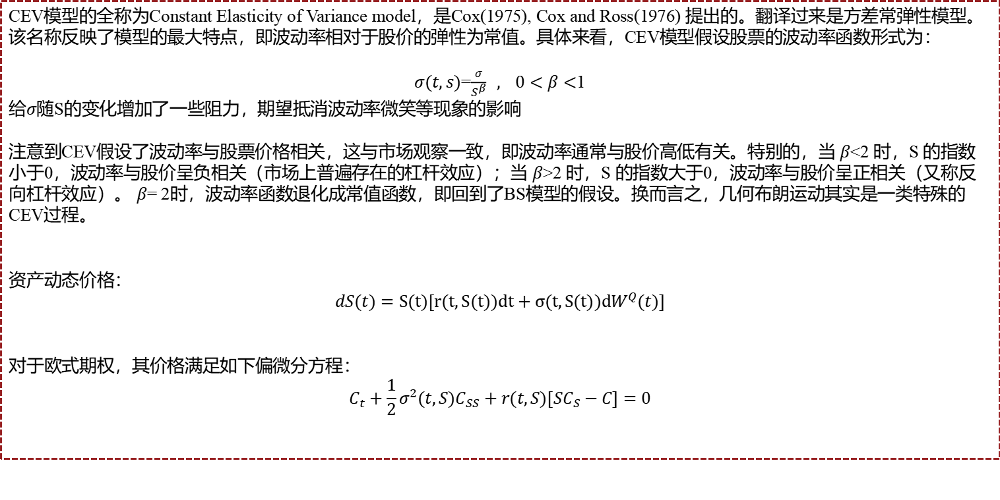 CEV模型的全称为Constant Elasticity of Variance model，是Cox(1975), Cox and Ross(1976) 提出的。翻译过来是方差常弹性模型。
该名称反映了模型的最大特点，即波动率相对于股价的弹性为常值。具体来看，CEV模型假设股票的波动率函数形式为：
σ(t, s)=σ/S^β ， 0 < β <1
给σ随S的变化增加了一些阻力，期望抵消波动率微笑等现象的影响
注意到CEV假设了波动率与股票价格相关，这与市场观察一致，即波动率通常与股价高低有关。特别的，当 β<2 时，S 的指数
小于0，波动率与股价呈负相关（市场上普遍存在的杠杆效应）；当 β>2 时，S 的指数大于0，波动率与股价呈正相关（又称反
向杠杆效应）。 β= 2时，波动率函数退化成常值函数，即回到了BS模型的假设。换而言之，几何布朗运动其实是一类特殊的
CEV过程。
资产动态价格：
dS(t) = S(t)[r(t, S(t))dt + σ(t, S(t))dW^Q(t)]
对于欧式期权，其价格满足如下偏微分方程：
C_t + 1/2 σ²(t, S)C_SS + r(t, S)[SC_S − C] = 0